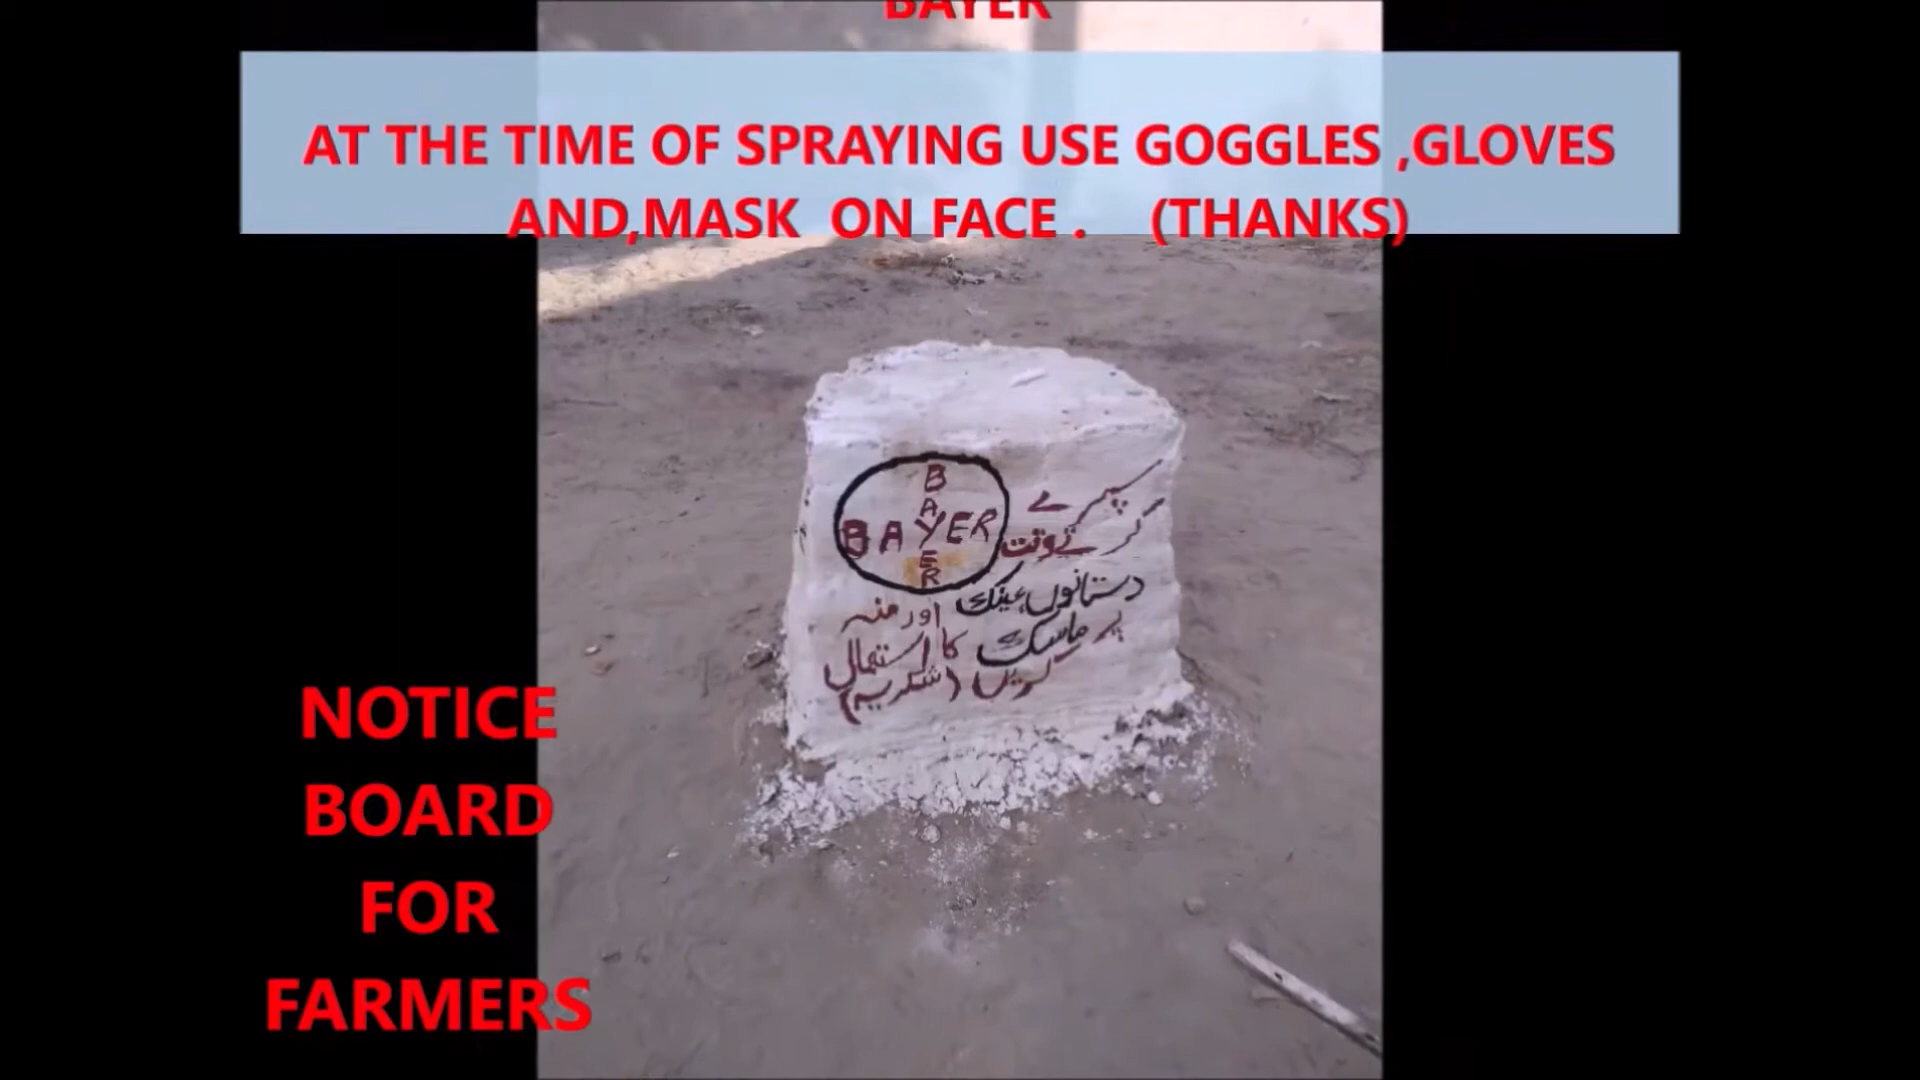 BAYER
AT THE TIME OF SPRAYING USE GOGGLES ,GLOVES
AND,MASK ON FACE . (THANKS)
B
A
BAYER
E
R
سپرے
کرتے وقت
دستانوں،عینک اور منہ
پر ماسک کا استعمال
کریں (شکریہ)
NOTICE
BOARD
FOR
FARMERS